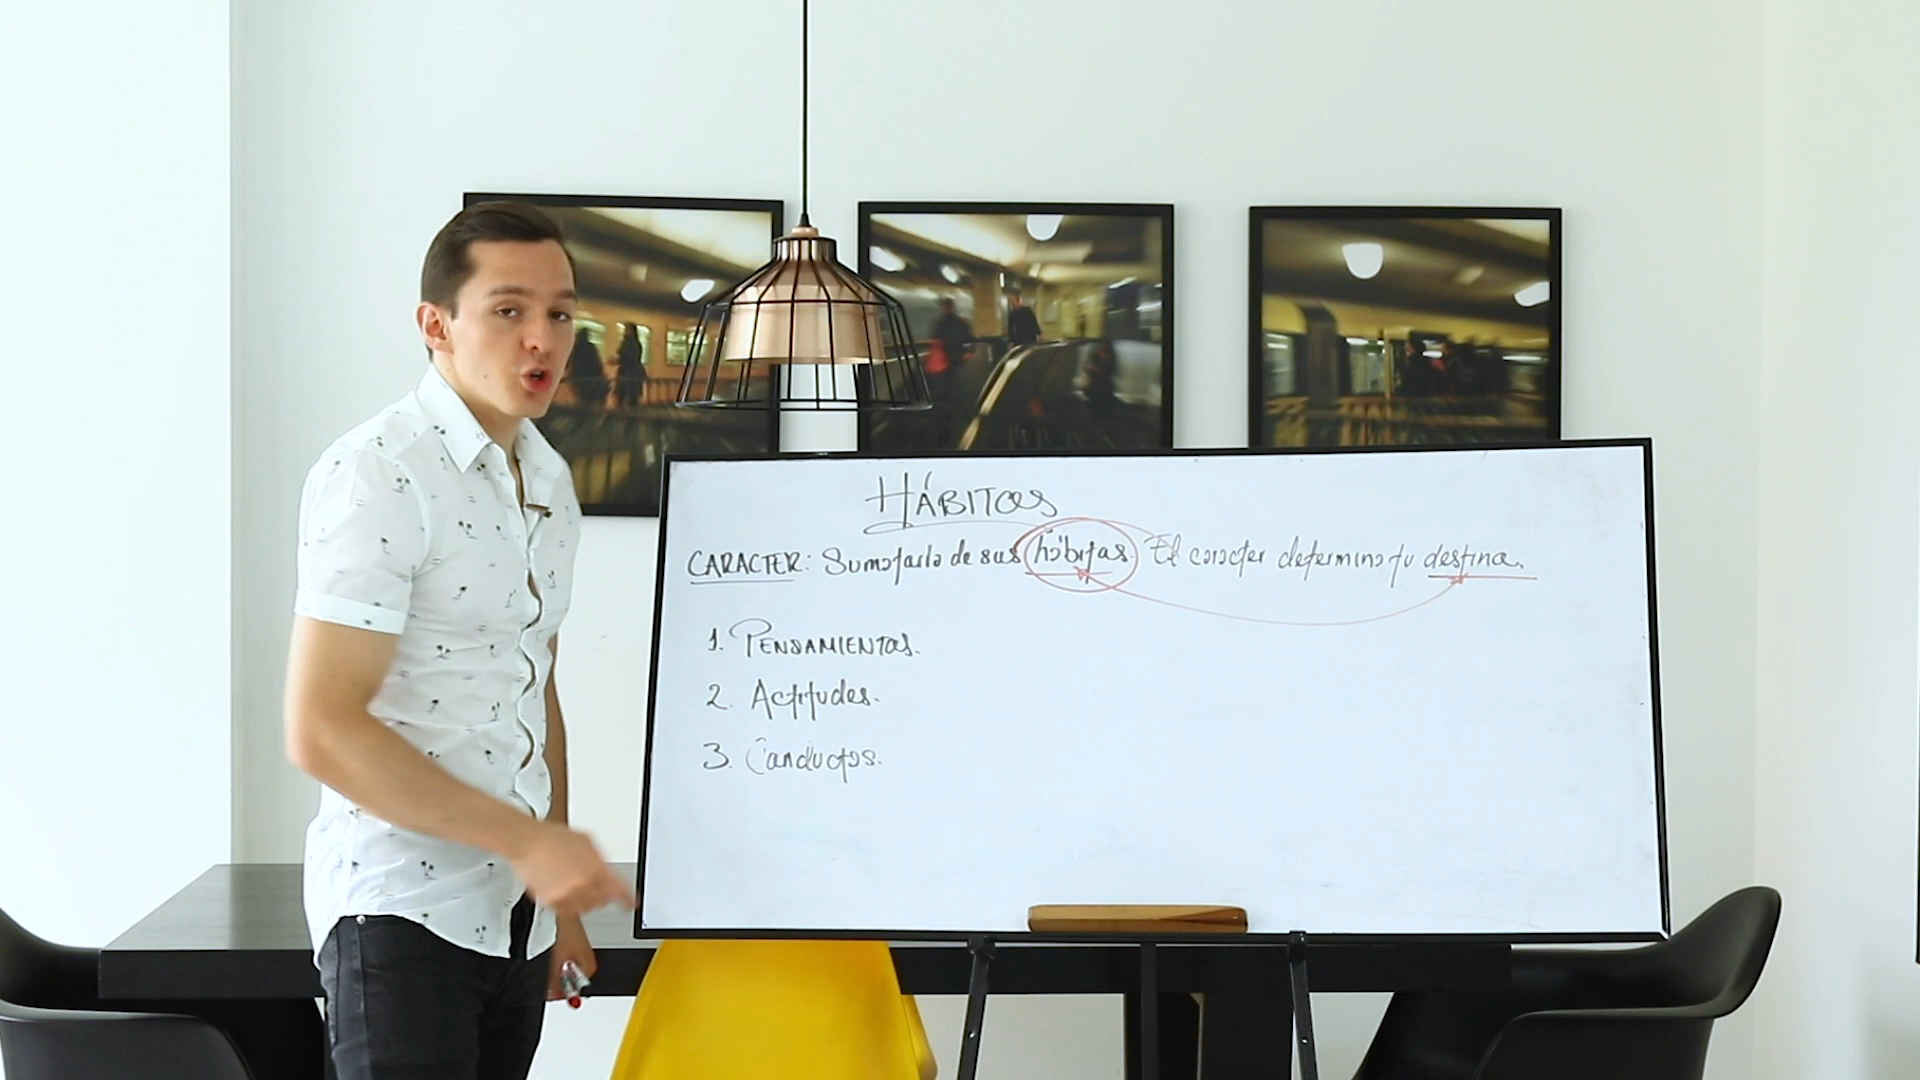 HÁBITOS
CARACTER: Sumatoria de sus hábitos. El caracter determina tu destino.
1. PENSAMIENTOS.
2. Actitudes.
3. Conductas.